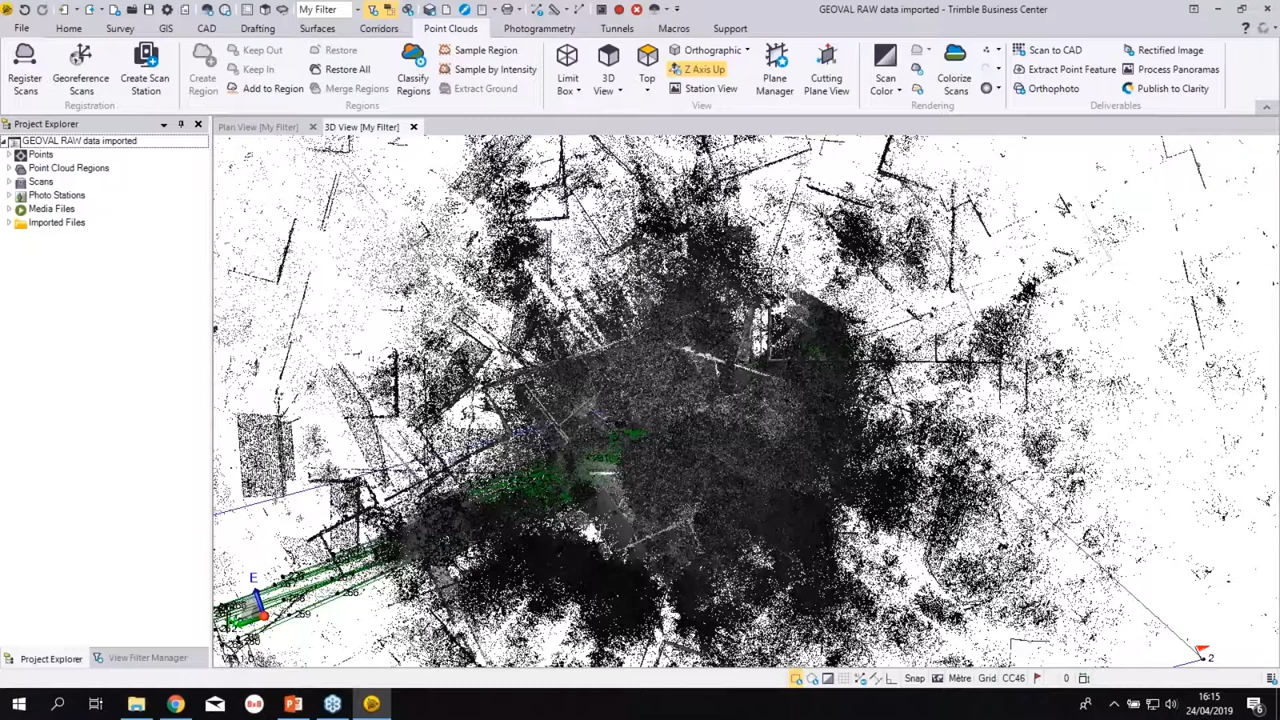 My Filter
GEOVAL RAW data imported - Trimble Business Center
File Home Survey GIS CAD Drafting Surfaces Corridors Point Clouds Photogrammetry Tunnels Macros Support
Register Scans
Georeference Scans
Create Scan Station
Registration
Create Region
Keep Out
Keep In
Add to Region
Restore
Restore All
Merge Regions
Regions
Classify Regions
Sample Region
Sample by Intensity
Extract Ground
Limit Box
3D View
Top
Orthographic
Z Axis Up
Station View
Plane Manager
Cutting Plane View
View
Scan Color
Colorize Scans
Rendering
Scan to CAD
Extract Point Feature
Orthophoto
Rectified Image
Process Panoramas
Publish to Clarity
Deliverables
Project Explorer
Plan View [My Filter]
3D View [My Filter]
GEOVAL RAW data imported
Points
Point Cloud Regions
Scans
Photo Stations
Media Files
Imported Files
E
2
Project Explorer
View Filter Manager
Snap
Mètre
Grid
CC46
0
16:15
24/04/2019